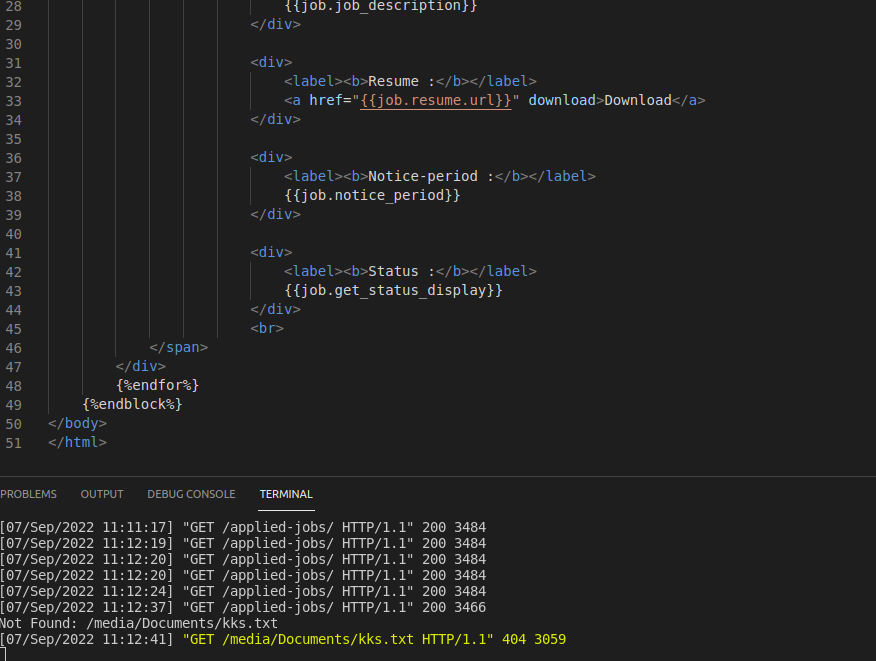 28 {{job.job_description}}
29 </div>
30
31 <div>
32 <label><b>Resume :</b></label>
33 <a href="{{job.resume.url}}" download>Download</a>
34 </div>
35
36 <div>
37 <label><b>Notice-period :</b></label>
38 {{job.notice_period}}
39 </div>
40
41 <div>
42 <label><b>Status :</b></label>
43 {{job.get_status_display}}
44 </div>
45 <br>
46 </span>
47 </div>
48 {%endfor%}
49 {%endblock%}
50 </body>
51 </html>
PROBLEMS OUTPUT DEBUG CONSOLE TERMINAL
[07/Sep/2022 11:11:17] "GET /applied-jobs/ HTTP/1.1" 200 3484
[07/Sep/2022 11:12:19] "GET /applied-jobs/ HTTP/1.1" 200 3484
[07/Sep/2022 11:12:20] "GET /applied-jobs/ HTTP/1.1" 200 3484
[07/Sep/2022 11:12:20] "GET /applied-jobs/ HTTP/1.1" 200 3484
[07/Sep/2022 11:12:24] "GET /applied-jobs/ HTTP/1.1" 200 3484
[07/Sep/2022 11:12:37] "GET /applied-jobs/ HTTP/1.1" 200 3466
Not Found: /media/Documents/kks.txt
[07/Sep/2022 11:12:41] "GET /media/Documents/kks.txt HTTP/1.1" 404 3059